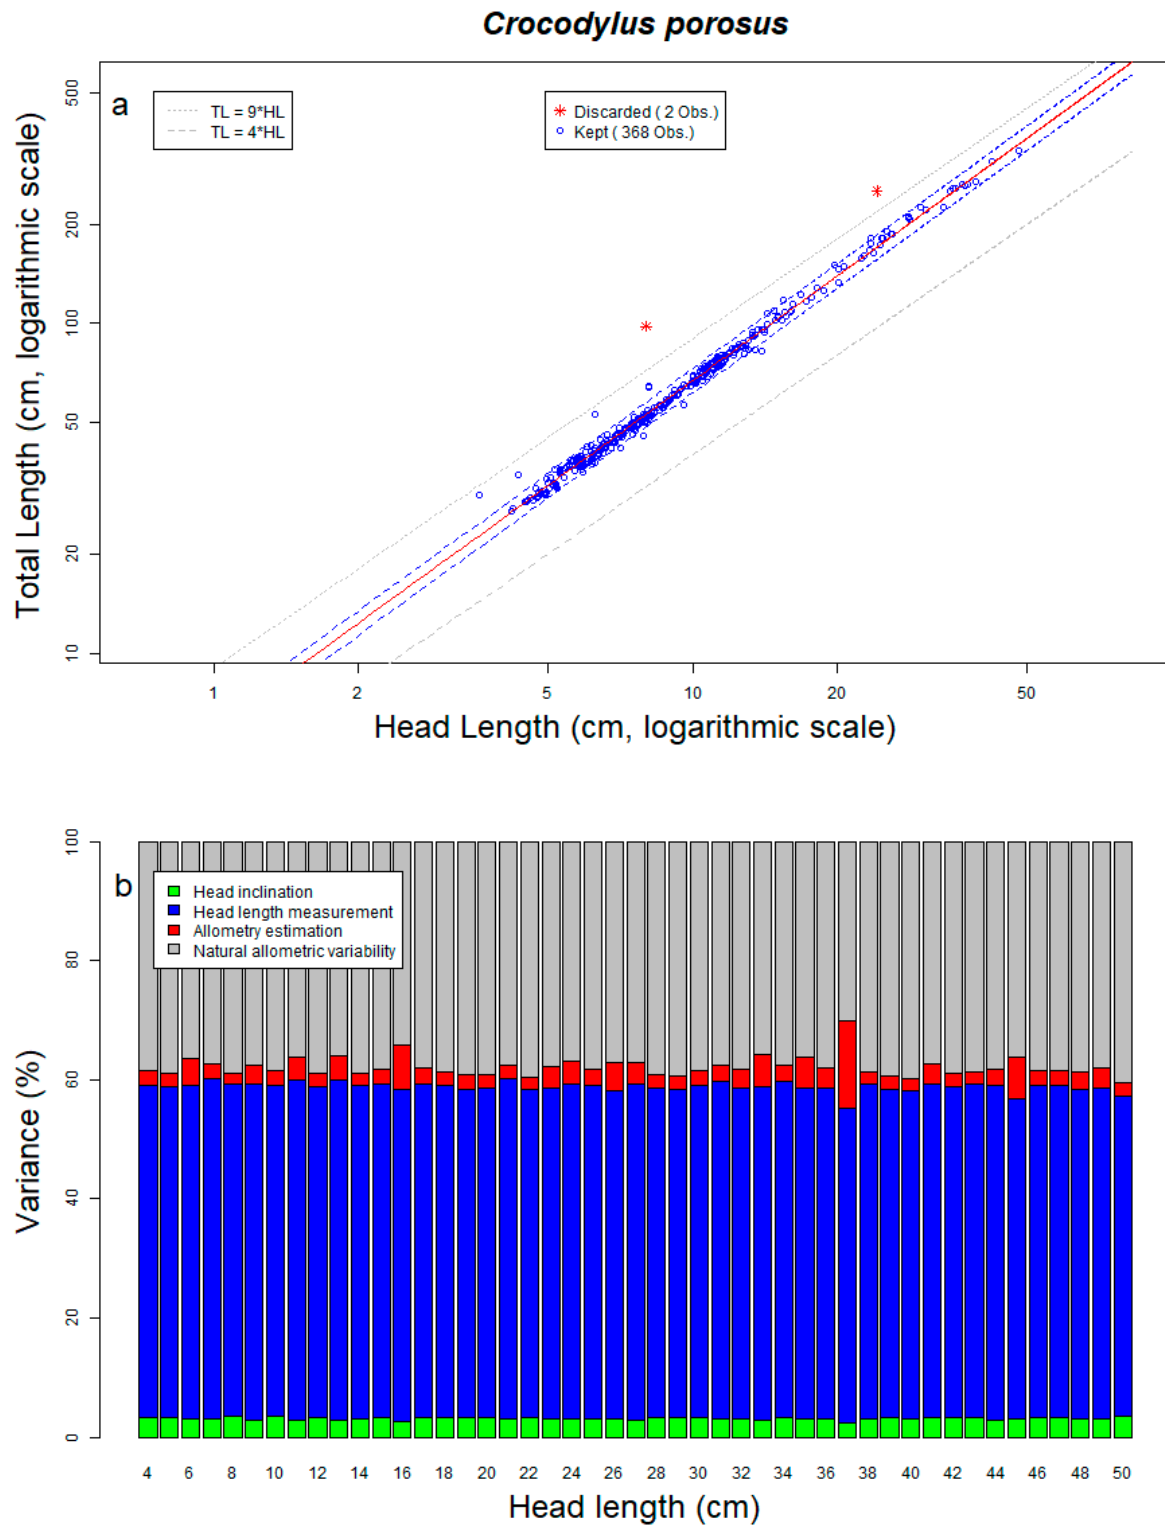 Crocodylus porosus
a
TL = 9*HL
TL = 4*HL
Discarded ( 2 Obs.)
Kept ( 368 Obs.)
Total Length (cm, logarithmic scale)
500
200
100
50
20
10
1 2 5 10 20 50
Head Length (cm, logarithmic scale)
b
Head inclination
Head length measurement
Allometry estimation
Natural allometric variability
Variance (%)
100
80
60
40
20
0
4 6 8 10 12 14 16 18 20 22 24 26 28 30 32 34 36 38 40 42 44 46 48 50
Head length (cm)